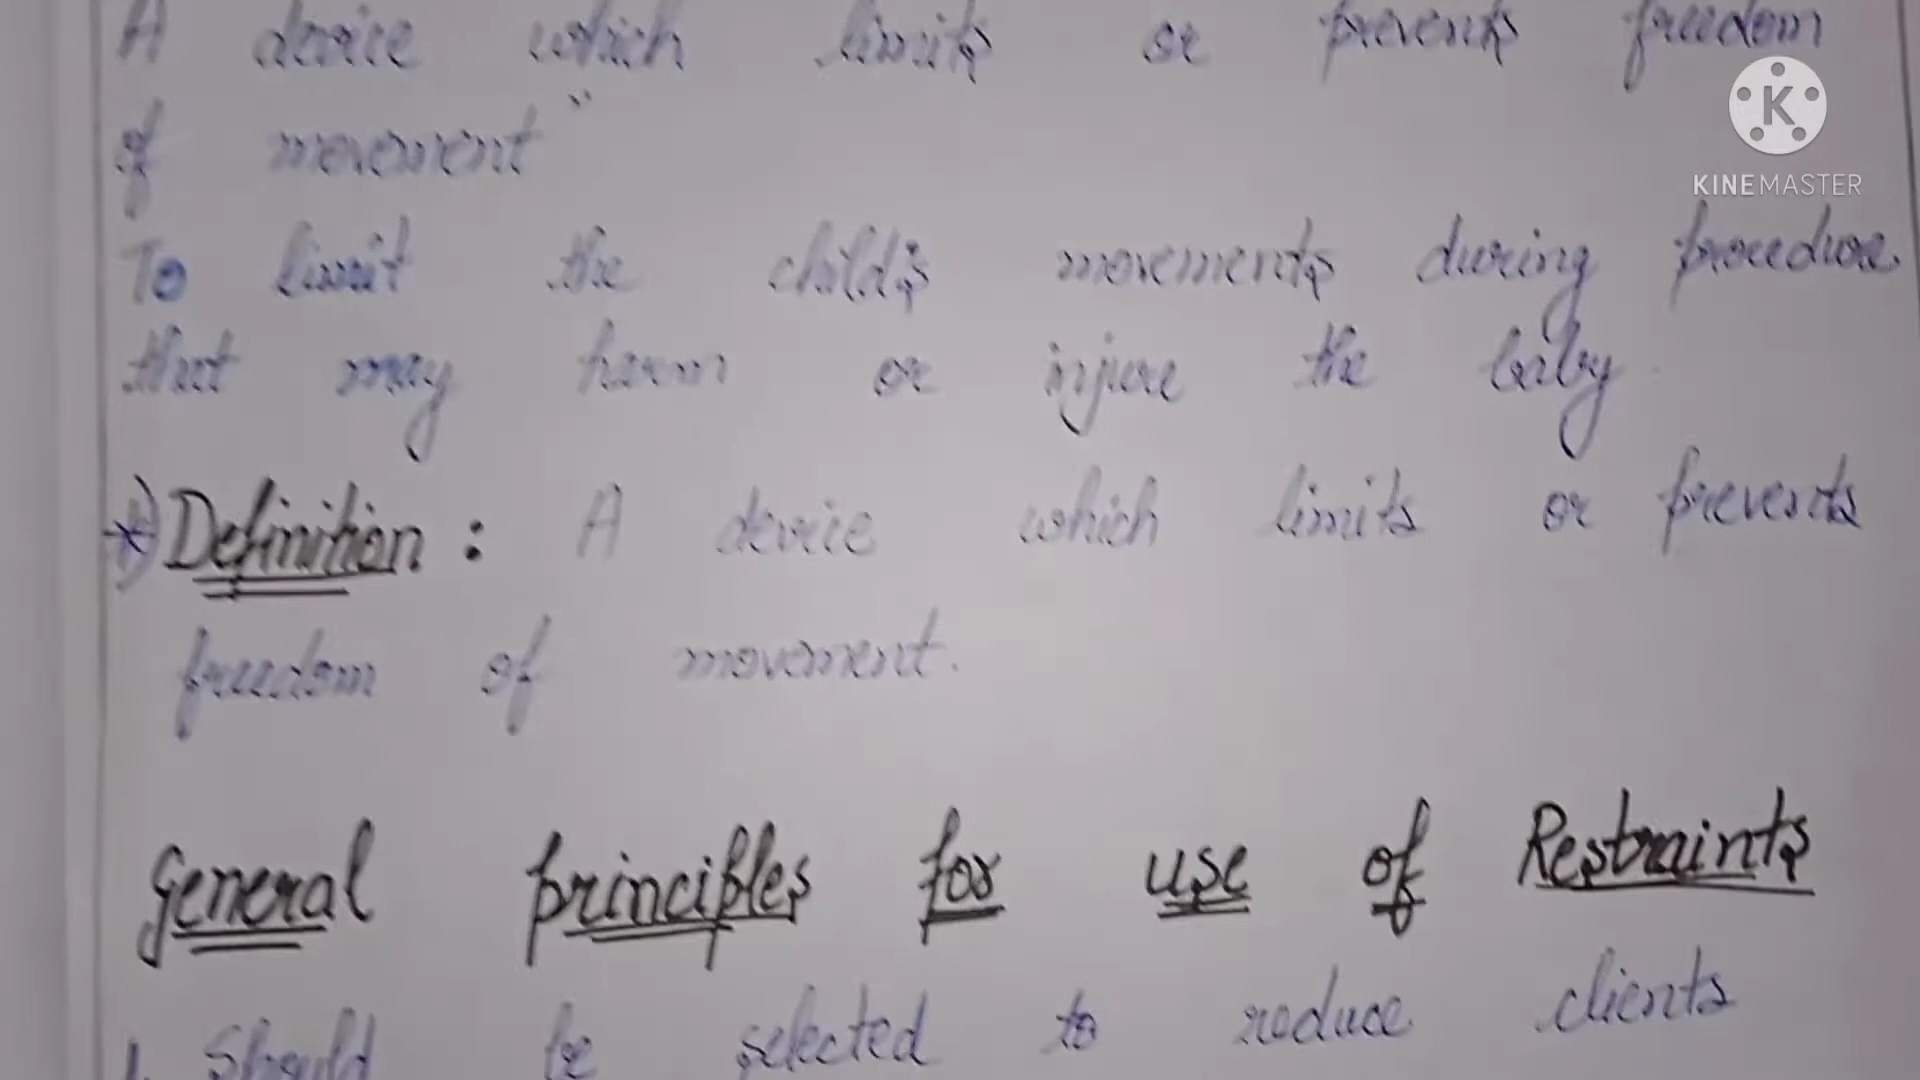 A device which limits or prevents freedom
of movement"
To limit the child's movements during procedure
that may harm or injure the baby
*) Definition : A device which limits or prevents
freedom of movement.
General principles for use of Restraints
1. Should be selected to reduce clients
K
KINEMASTER